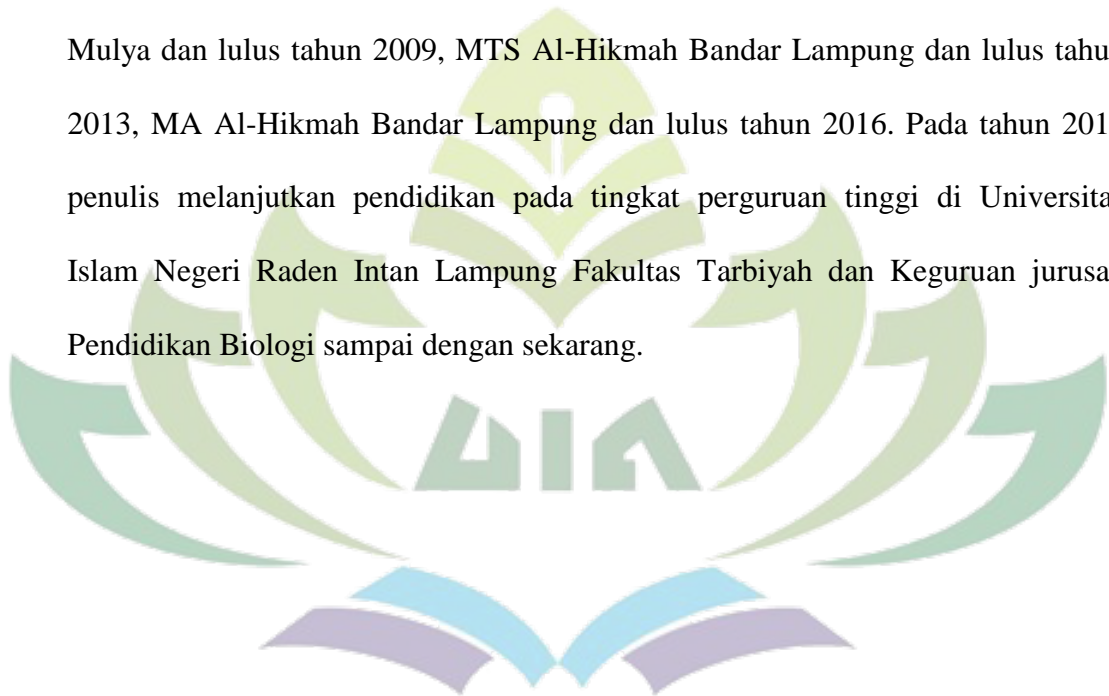 Mulya dan lulus tahun 2009, MTS Al-Hikmah Bandar Lampung dan lulus tahu
2013, MA Al-Hikmah Bandar Lampung dan lulus tahun 2016. Pada tahun 201
penulis melanjutkan pendidikan pada tingkat perguruan tinggi di Universita
Islam Negeri Raden Intan Lampung Fakultas Tarbiyah dan Keguruan jurusa
Pendidikan Biologi sampai dengan sekarang.
UIN